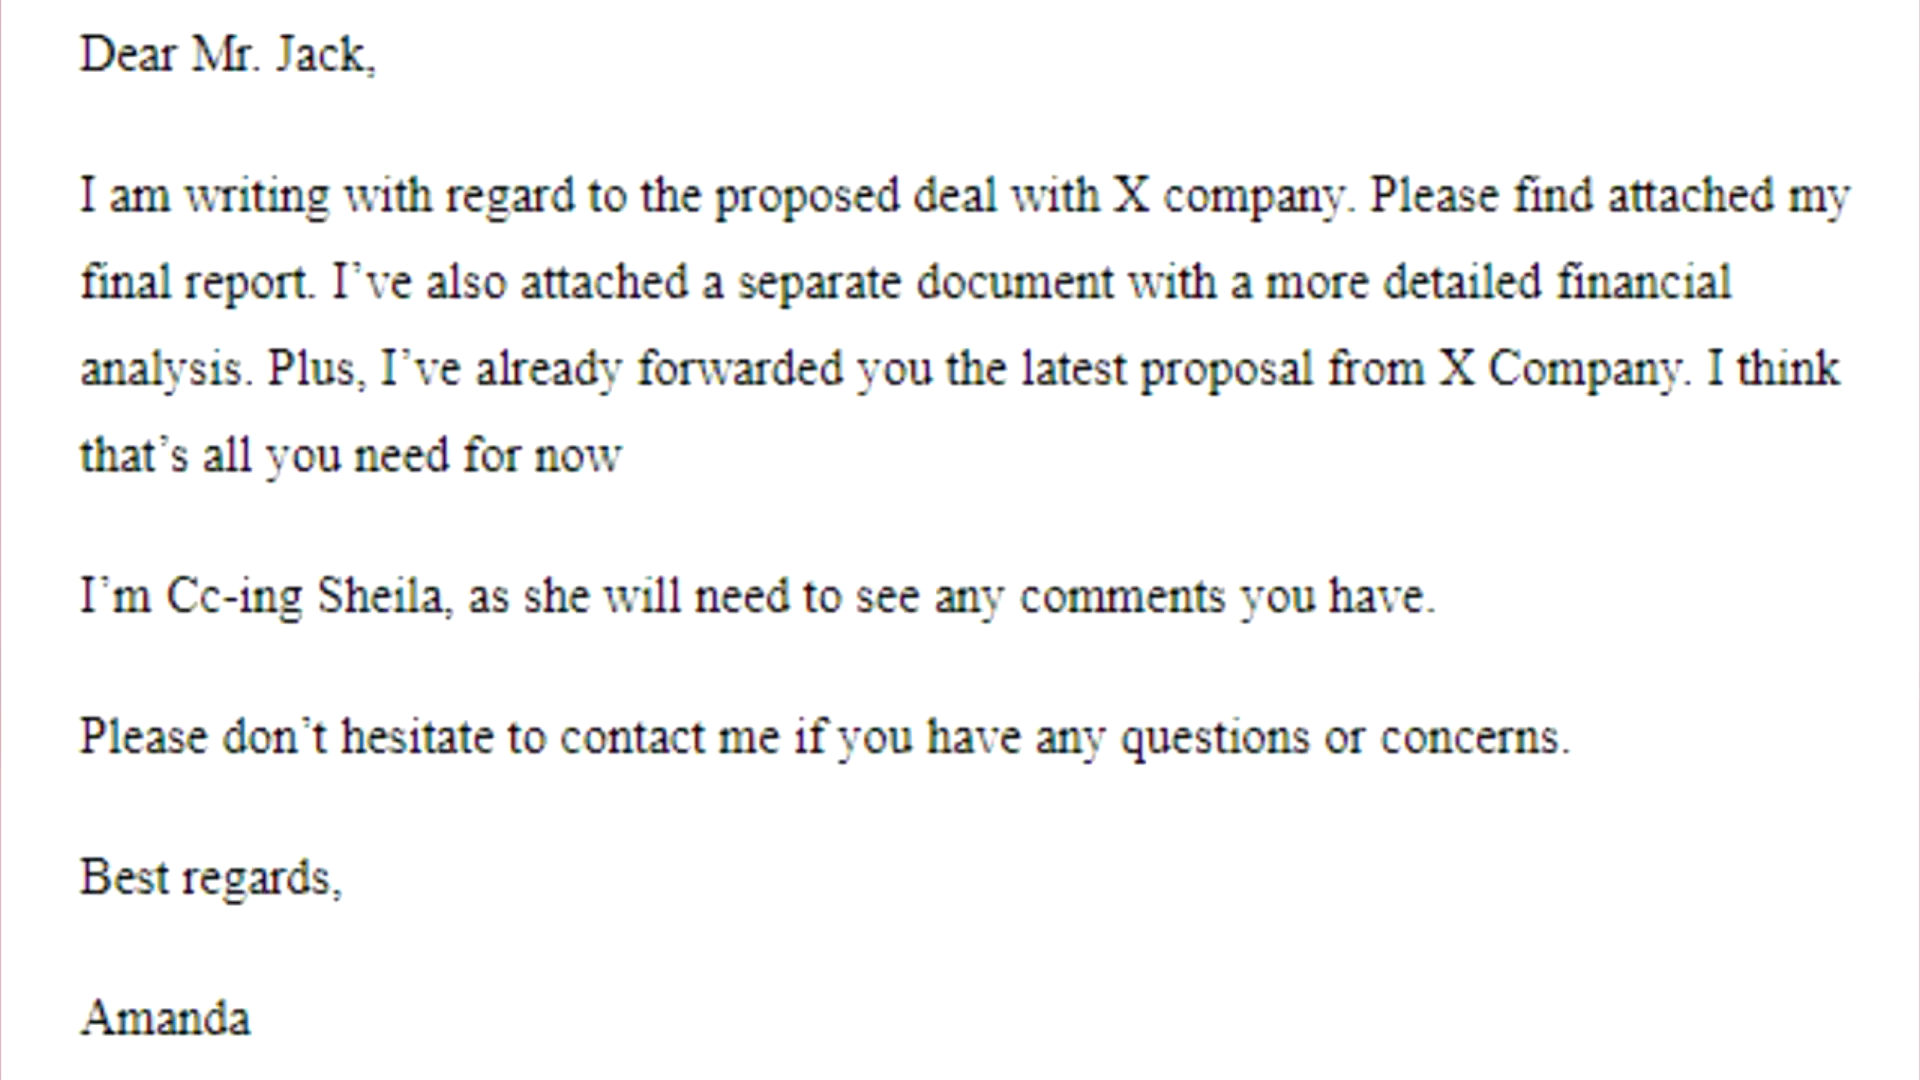 Dear Mr. Jack,
I am writing with regard to the proposed deal with X company. Please find attached my
final report. I’ve also attached a separate document with a more detailed financial
analysis. Plus, I’ve already forwarded you the latest proposal from X Company. I think
that’s all you need for now
I’m Cc-ing Sheila, as she will need to see any comments you have.
Please don’t hesitate to contact me if you have any questions or concerns.
Best regards,
Amanda